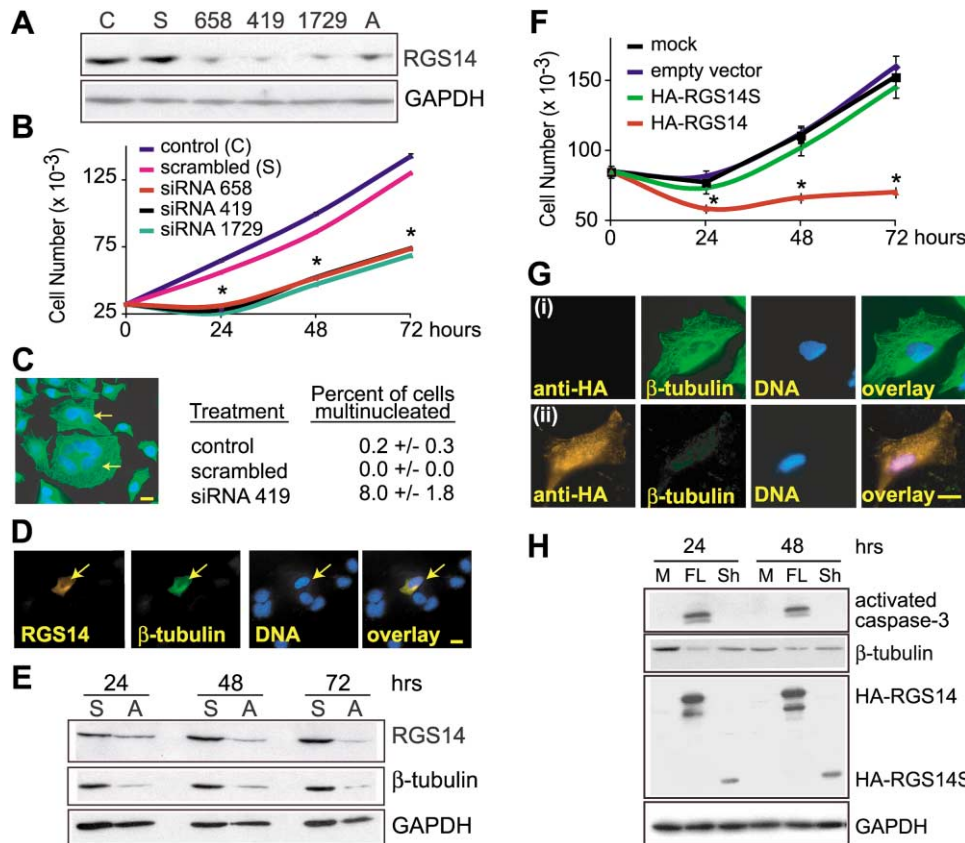 A
C S 658 419 1729 A
RGS14
GAPDH
B
control (C)
scrambled (S)
siRNA 658
siRNA 419
siRNA 1729
Cell Number (x 10⁻³)
125
75
25
* * *
0 24 48 72 hours
C
Treatment Percent of cells multinucleated
control 0.2 +/- 0.3
scrambled 0.0 +/- 0.0
siRNA 419 8.0 +/- 1.8
D
RGS14 β-tubulin DNA overlay
E
24 48 72 hrs
S A S A S A
RGS14
β-tubulin
GAPDH
F
mock
empty vector
HA-RGS14S
HA-RGS14
Cell Number (x 10⁻³)
150
100
50
* * *
0 24 48 72 hours
G
(i)
anti-HA β-tubulin DNA overlay
(ii)
anti-HA β-tubulin DNA overlay
H
24 48 hrs
M FL Sh M FL Sh
activated
caspase-3
β-tubulin
HA-RGS14
HA-RGS14S
GAPDH